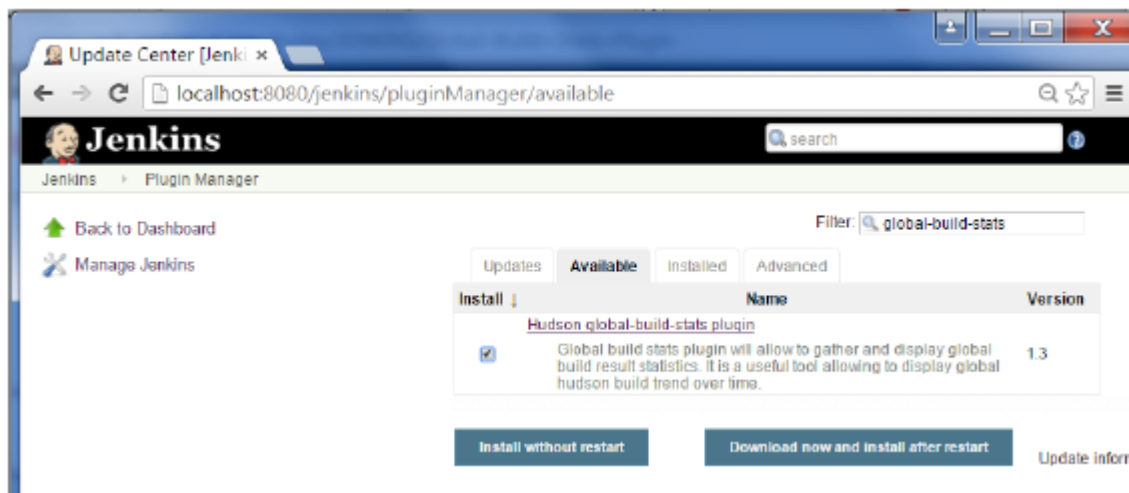 Update Center [Jenki
localhost:8080/jenkins/pluginManager/available
Jenkins
search
Jenkins Plugin Manager
Back to Dashboard
Manage Jenkins
Filter: global-build-stats
Updates Available Installed Advanced
Install ↓ Name Version
Hudson global-build-stats plugin
Global build stats plugin will allow to gather and display global
build result statistics. It is a useful tool allowing to display global
hudson build trend over time.
1.3
Install without restart Download now and install after restart
Update inforr